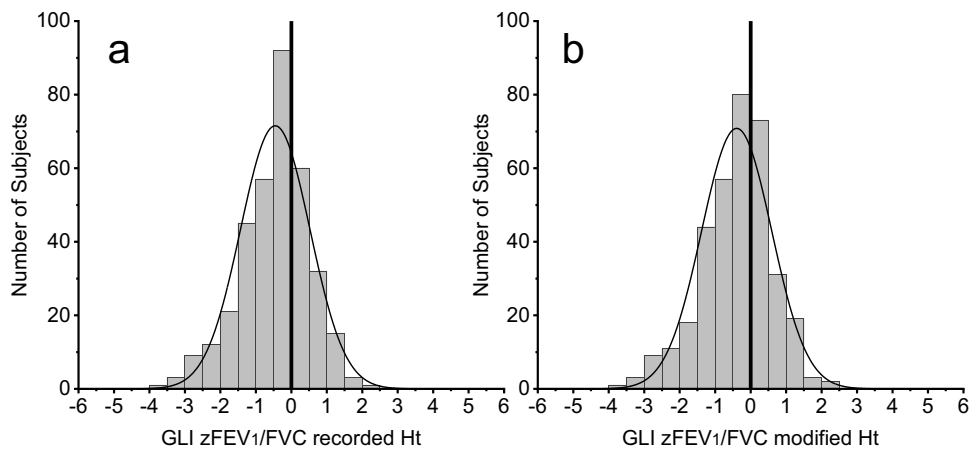 a
100
80
60
40
20
0
Number of Subjects
-6 -5 -4 -3 -2 -1 0 1 2 3 4 5 6
GLI zFEV1/FVC recorded Ht
b
100
80
60
40
20
0
Number of Subjects
-6 -5 -4 -3 -2 -1 0 1 2 3 4 5 6
GLI zFEV1/FVC modified Ht